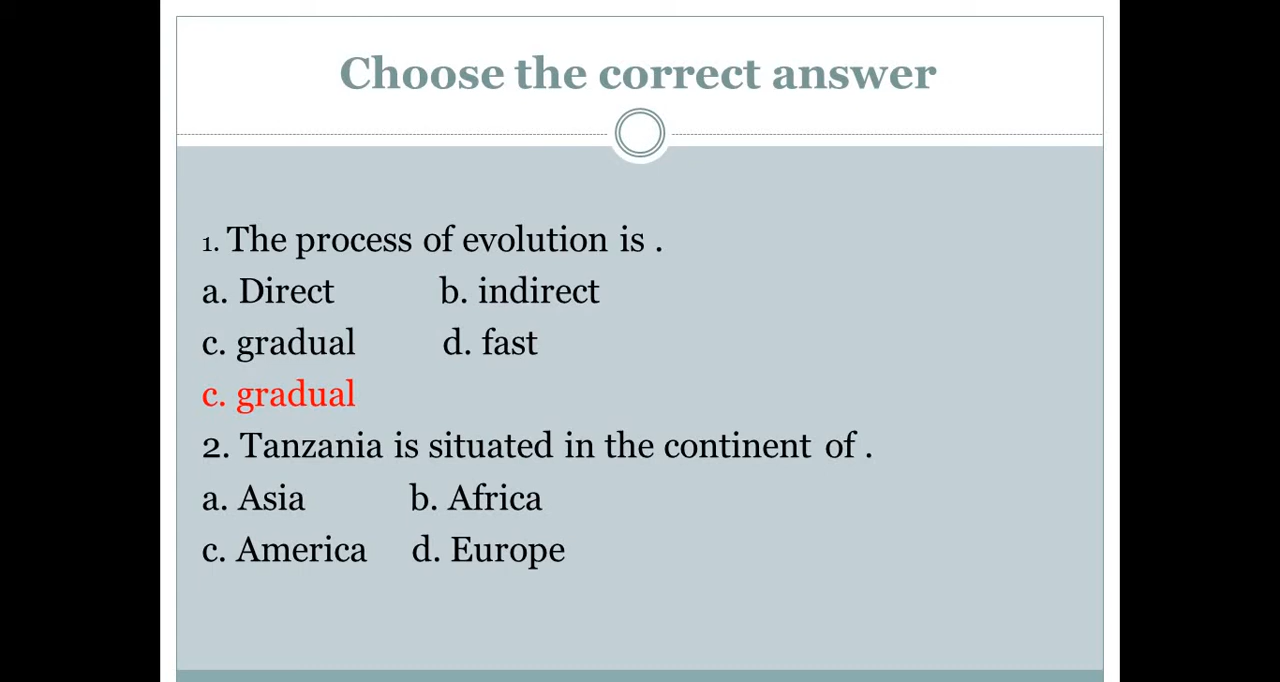 Choose the correct answer
1. The process of evolution is .
a. Direct b. indirect
c. gradual d. fast
c. gradual
2. Tanzania is situated in the continent of .
a. Asia b. Africa
c. America d. Europe